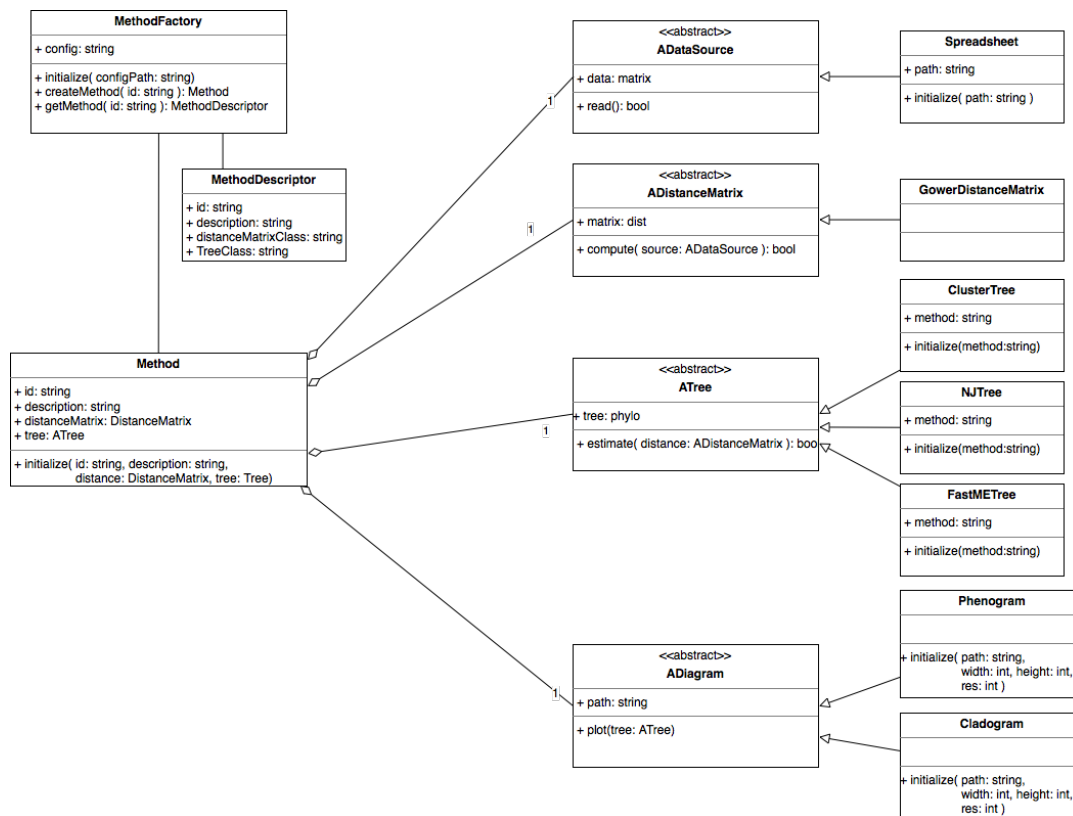 MethodFactory
+ config: string
+ initialize( configPath: string)
+ createMethod( id: string ): Method
+ getMethod( id: string ): MethodDescriptor
MethodDescriptor
+ id: string
+ description: string
+ distanceMatrixClass: string
+ TreeClass: string
Method
+ id: string
+ description: string
+ distanceMatrix: DistanceMatrix
+ tree: ATree
+ initialize( id: string, description: string,
distance: DistanceMatrix, tree: Tree)
1
1
1
1
<<abstract>>
ADataSource
+ data: matrix
+ read(): bool
<<abstract>>
ADistanceMatrix
+ matrix: dist
+ compute( source: ADataSource ): bool
<<abstract>>
ATree
+ tree: phylo
+ estimate( distance: ADistanceMatrix ): boo
<<abstract>>
ADiagram
+ path: string
+ plot(tree: ATree)
Spreadsheet
+ path: string
+ initialize( path: string )
GowerDistanceMatrix
ClusterTree
+ method: string
+ initialize(method:string)
NJTree
+ method: string
+ initialize(method:string)
FastMETree
+ method: string
+ initialize(method:string)
Phenogram
+ initialize( path: string,
width: int, height: int,
res: int )
Cladogram
+ initialize( path: string,
width: int, height: int,
res: int )